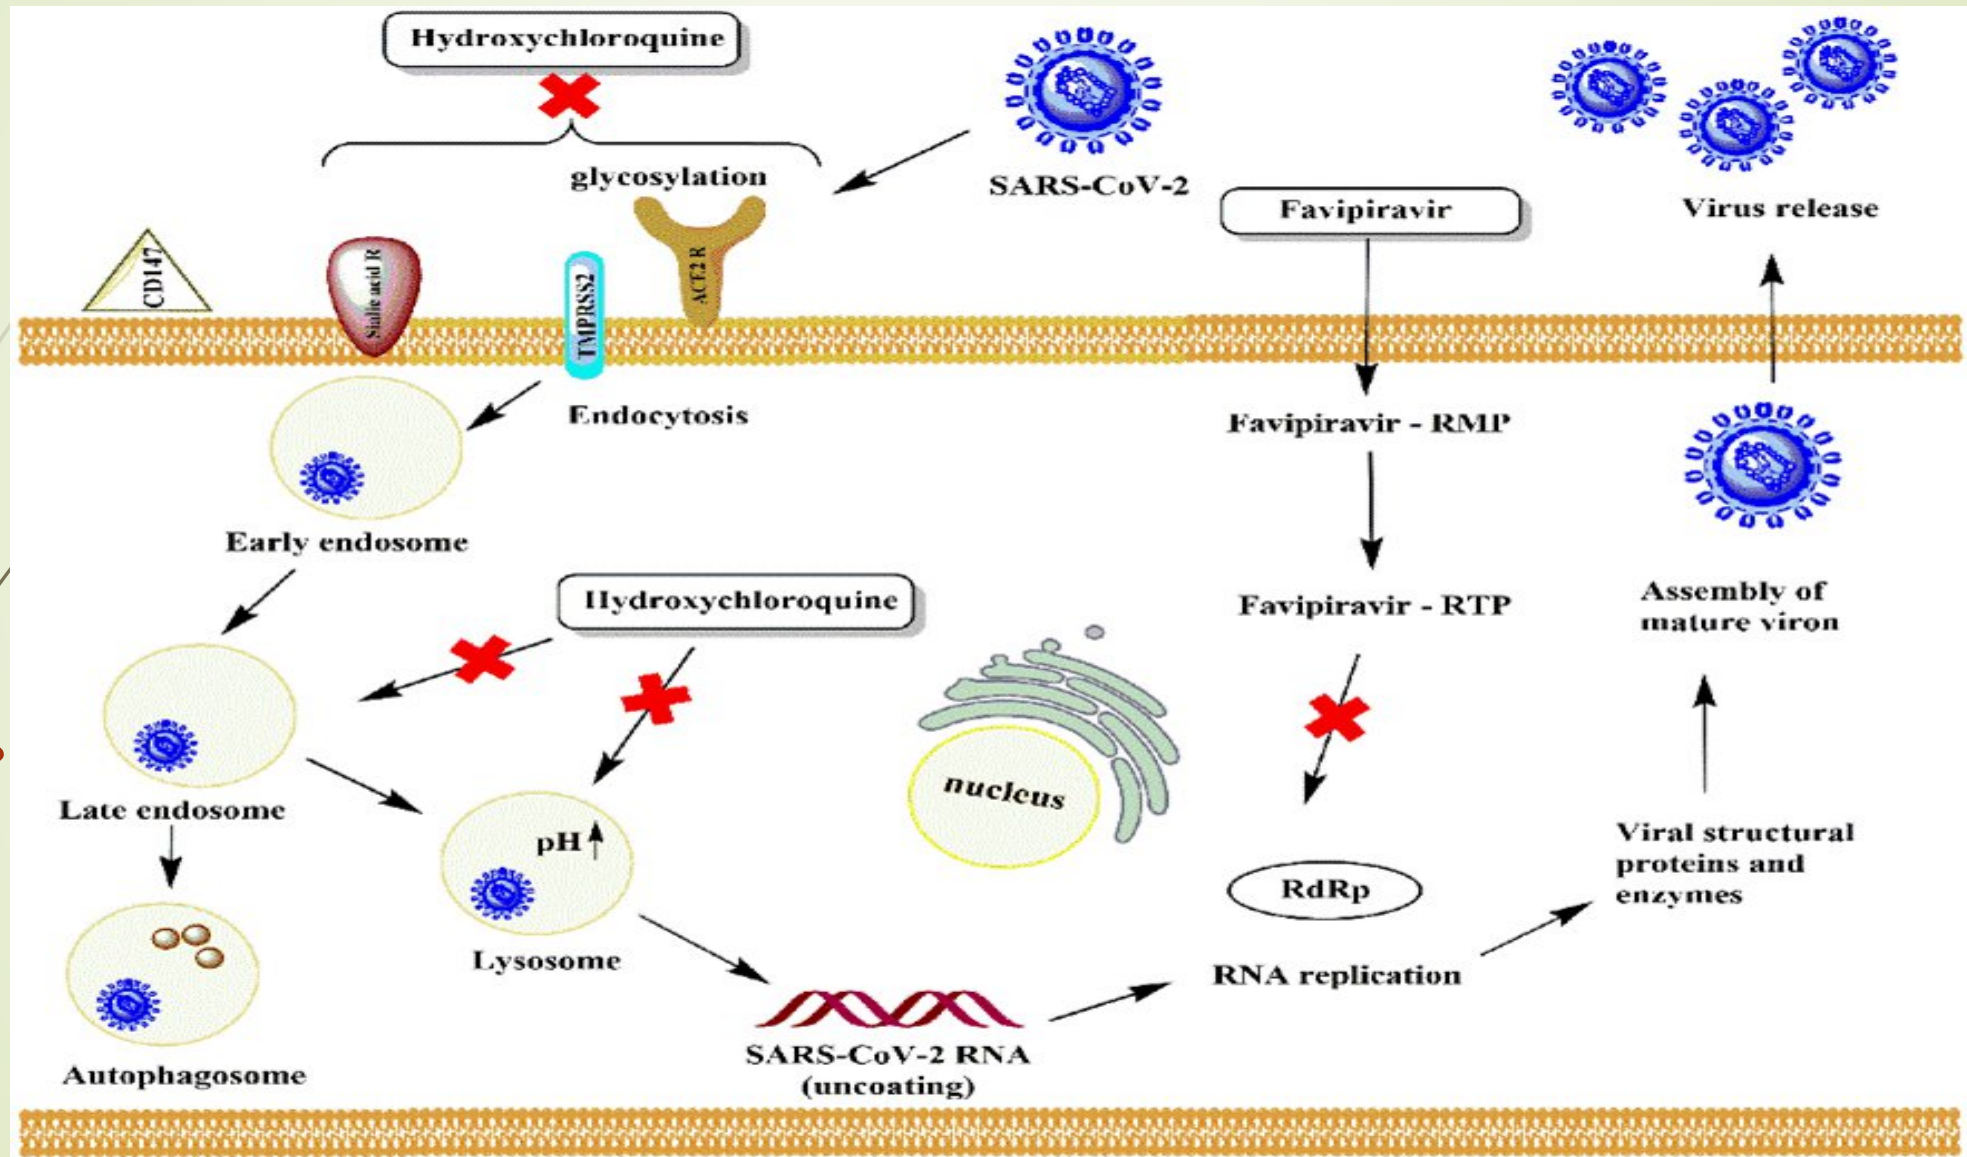 Hydroxychloroquine
glycosylation
SARS-CoV-2
Favipiravir
Virus release
CD147
Sialic acid R
TMPRSS2
ACE2 R
Endocytosis
Favipiravir - RMP
Early endosome
Hydroxychloroquine
Favipiravir - RTP
Assembly of
mature viron
nucleus
Late endosome
pH
Viral structural
proteins and
enzymes
RdRp
Lysosome
RNA replication
SARS-CoV-2 RNA
(uncoating)
Autophagosome